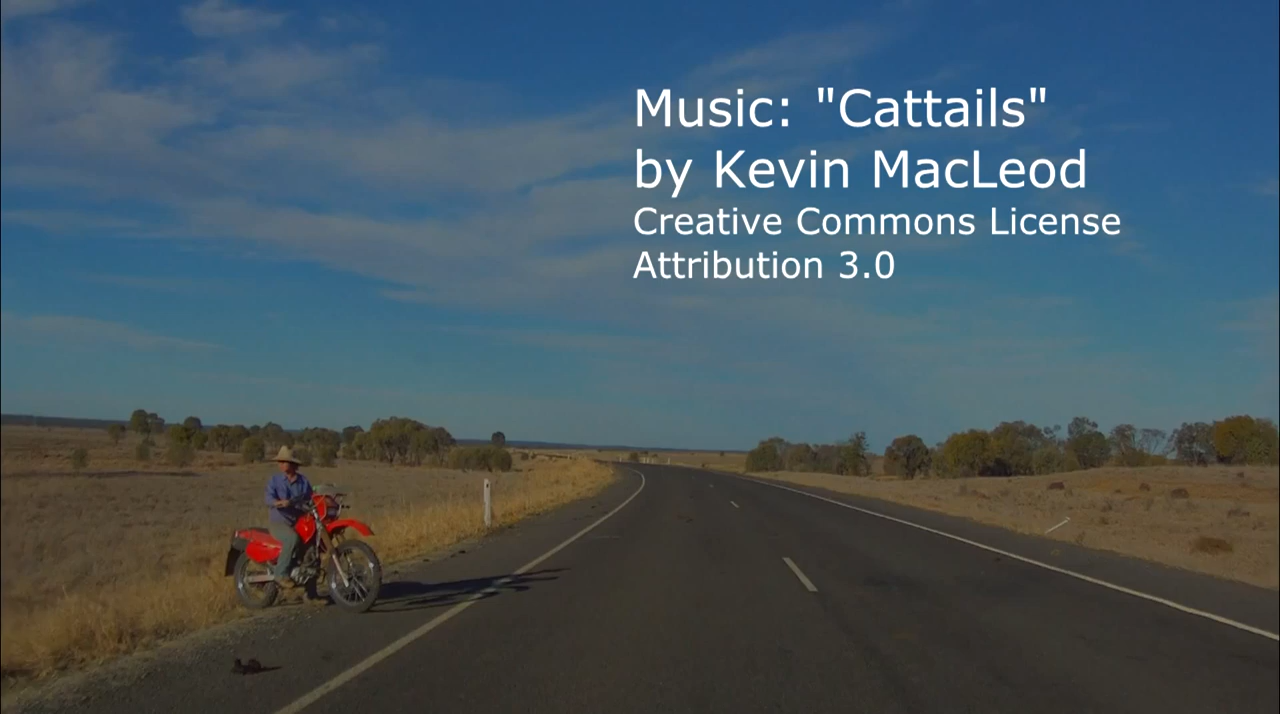 Music: "Cattails"
by Kevin MacLeod
Creative Commons License
Attribution 3.0